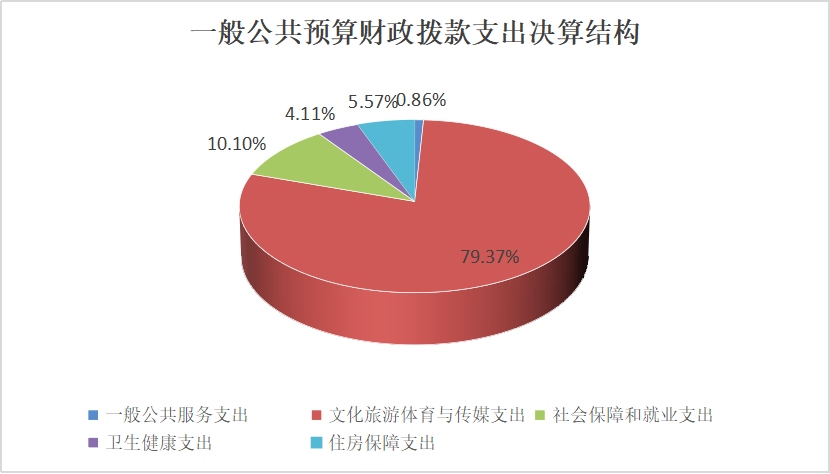 一般公共预算财政拨款支出决算结构
5.57%
0.86%
4.11%
10.10%
79.37%
一般公共服务支出
文化旅游体育与传媒支出
社会保障和就业支出
卫生健康支出
住房保障支出